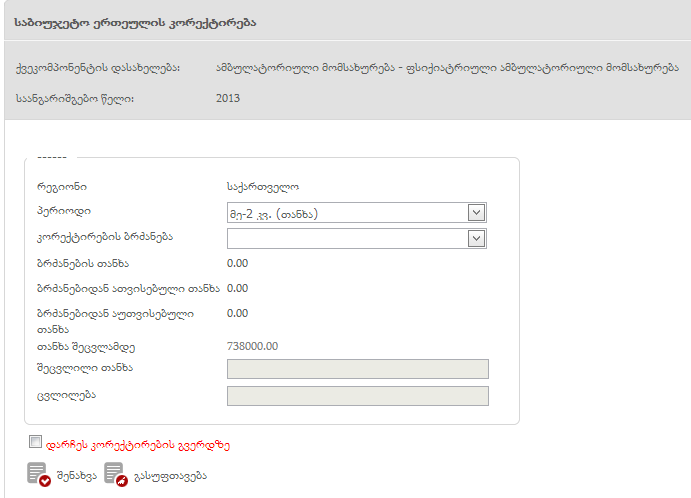 საბიუჯეტო ერთეულის კორექტირება
ქვეკომპონენტის დასახელება: ამბულატორიული მომსახურება - ფსიქიატრიული ამბულატორიული მომსახურება
საანგარიშგებო წელი: 2013
რეგიონი საქართველო
პერიოდი მე-2 კვ. (თანხა)
კორექტირების ბრძანება
ბრძანების თანხა 0.00
ბრძანებიდან ათვისებული თანხა 0.00
ბრძანებიდან აუთვისებული 0.00
თანხა
თანხა შეცვლამდე 738000.00
შეცვლილი თანხა
ცვლილება
დარჩეს კორექტირების გვერდზე
შენახვა გასუფთავება